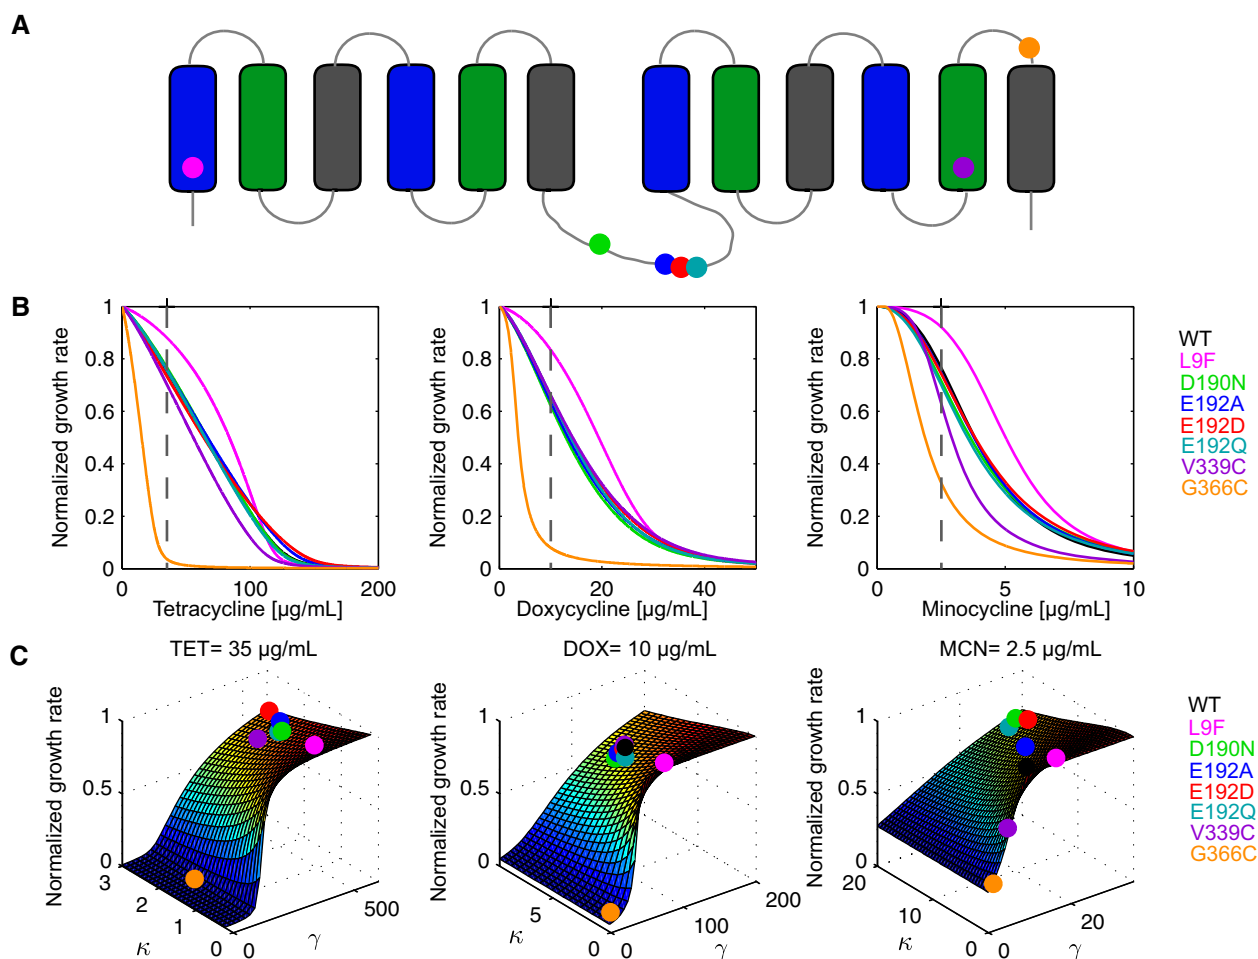 A
B
Normalized growth rate
1
0.8
0.6
0.4
0.2
0
0
100
200
Tetracycline [µg/mL]
Normalized growth rate
1
0.8
0.6
0.4
0.2
0
0
20
40
Doxycycline [µg/mL]
Normalized growth rate
1
0.8
0.6
0.4
0.2
0
0
5
10
Minocycline [µg/mL]
WT
L9F
D190N
E192A
E192D
E192Q
V339C
G366C
C
TET= 35 µg/mL
Normalized growth rate
1
0.5
0
3
2
1
0
κ
0
500
γ
DOX= 10 µg/mL
Normalized growth rate
1
0.5
0
5
0
κ
0
100
200
γ
MCN= 2.5 µg/mL
Normalized growth rate
1
0.5
0
20
10
0
κ
0
20
γ
WT
L9F
D190N
E192A
E192D
E192Q
V339C
G366C